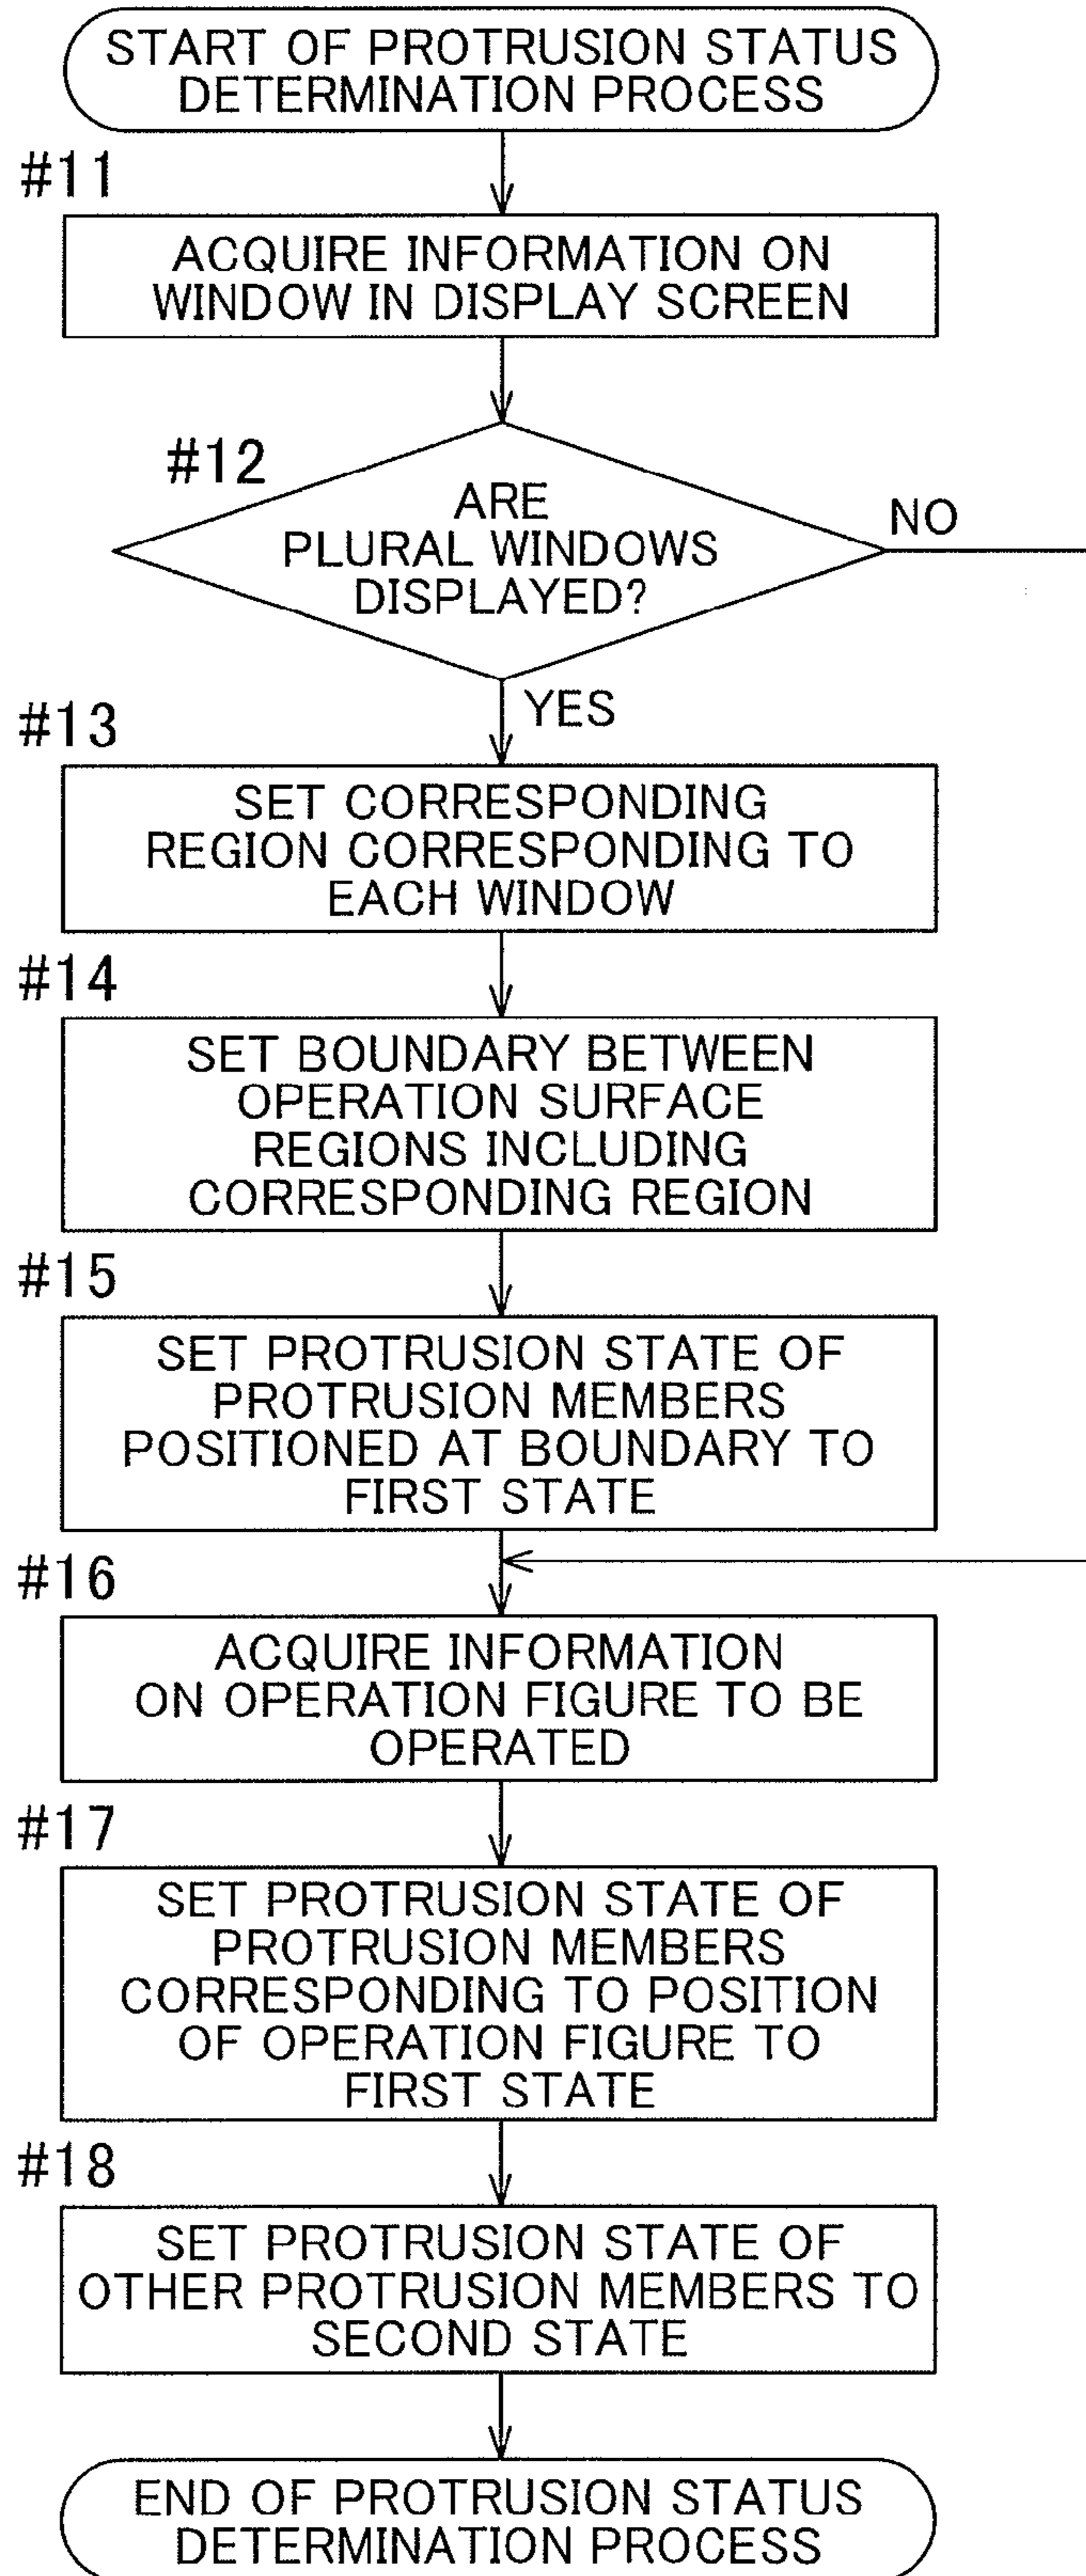 START OF PROTRUSION STATUS
DETERMINATION PROCESS
#11
ACQUIRE INFORMATION ON
WINDOW IN DISPLAY SCREEN
#12
ARE
PLURAL WINDOWS
DISPLAYED?
NO
YES
#13
SET CORRESPONDING
REGION CORRESPONDING TO
EACH WINDOW
#14
SET BOUNDARY BETWEEN
OPERATION SURFACE
REGIONS INCLUDING
CORRESPONDING REGION
#15
SET PROTRUSION STATE OF
PROTRUSION MEMBERS
POSITIONED AT BOUNDARY TO
FIRST STATE
#16
ACQUIRE INFORMATION
ON OPERATION FIGURE TO BE
OPERATED
#17
SET PROTRUSION STATE OF
PROTRUSION MEMBERS
CORRESPONDING TO POSITION
OF OPERATION FIGURE TO
FIRST STATE
#18
SET PROTRUSION STATE OF
OTHER PROTRUSION MEMBERS TO
SECOND STATE
END OF PROTRUSION STATUS
DETERMINATION PROCESS